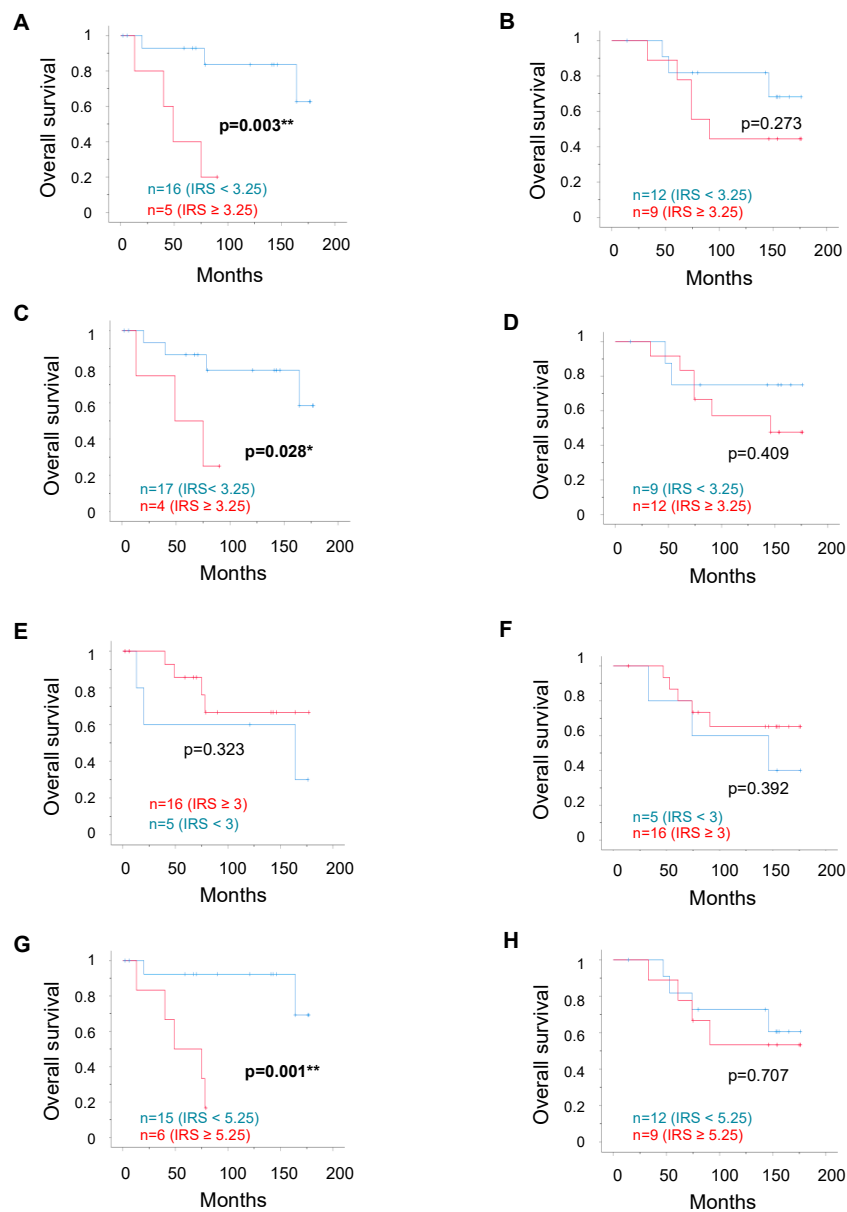 A
Overall survival
1
0.8
0.6
0.4
0.2
0
p=0.003**
n=16 (IRS < 3.25)
n=5 (IRS ≥ 3.25)
0 50 100 150 200
Months
B
Overall survival
1
0.8
0.6
0.4
0.2
0
p=0.273
n=12 (IRS < 3.25)
n=9 (IRS ≥ 3.25)
0 50 100 150 200
Months
C
Overall survival
1
0.8
0.6
0.4
0.2
0
p=0.028*
n=17 (IRS< 3.25)
n=4 (IRS ≥ 3.25)
0 50 100 150 200
Months
D
Overall survival
1
0.8
0.6
0.4
0.2
0
p=0.409
n=9 (IRS < 3.25)
n=12 (IRS ≥ 3.25)
0 50 100 150 200
Months
E
Overall survival
1
0.8
0.6
0.4
0.2
0
p=0.323
n=16 (IRS ≥ 3)
n=5 (IRS < 3)
0 50 100 150 200
Months
F
Overall survival
1
0.8
0.6
0.4
0.2
0
p=0.392
n=5 (IRS < 3)
n=16 (IRS ≥ 3)
0 50 100 150 200
Months
G
Overall survival
1
0.8
0.6
0.4
0.2
0
p=0.001**
n=15 (IRS < 5.25)
n=6 (IRS ≥ 5.25)
0 50 100 150 200
Months
H
Overall survival
1
0.8
0.6
0.4
0.2
0
p=0.707
n=12 (IRS < 5.25)
n=9 (IRS ≥ 5.25)
0 50 100 150 200
Months